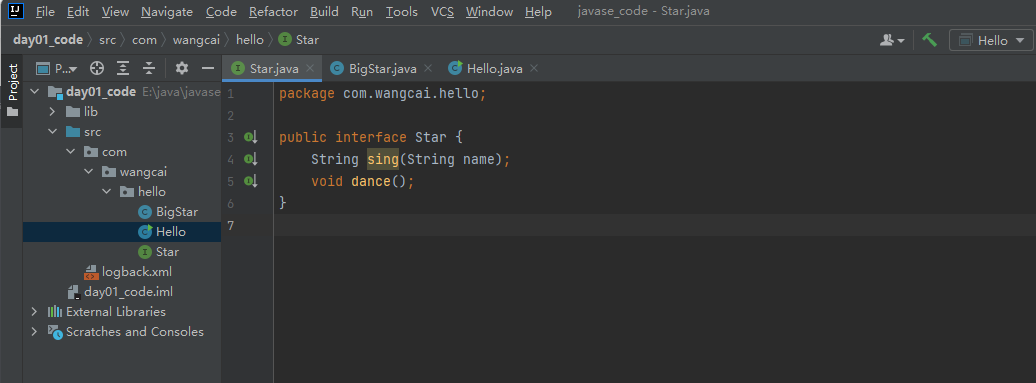 File Edit View Navigate Code Refactor Build Run Tools VCS Window Help javase_code - Star.java
day01_code src com wangcai hello Star Hello
Project
P... Star.java BigStar.java Hello.java
day01_code E:\java\javase
lib
src
com
wangcai
hello
BigStar
Hello
Star
logback.xml
day01_code.iml
External Libraries
Scratches and Consoles
1 package com.wangcai.hello;
2
3 public interface Star {
4 String sing(String name);
5 void dance();
6 }
7